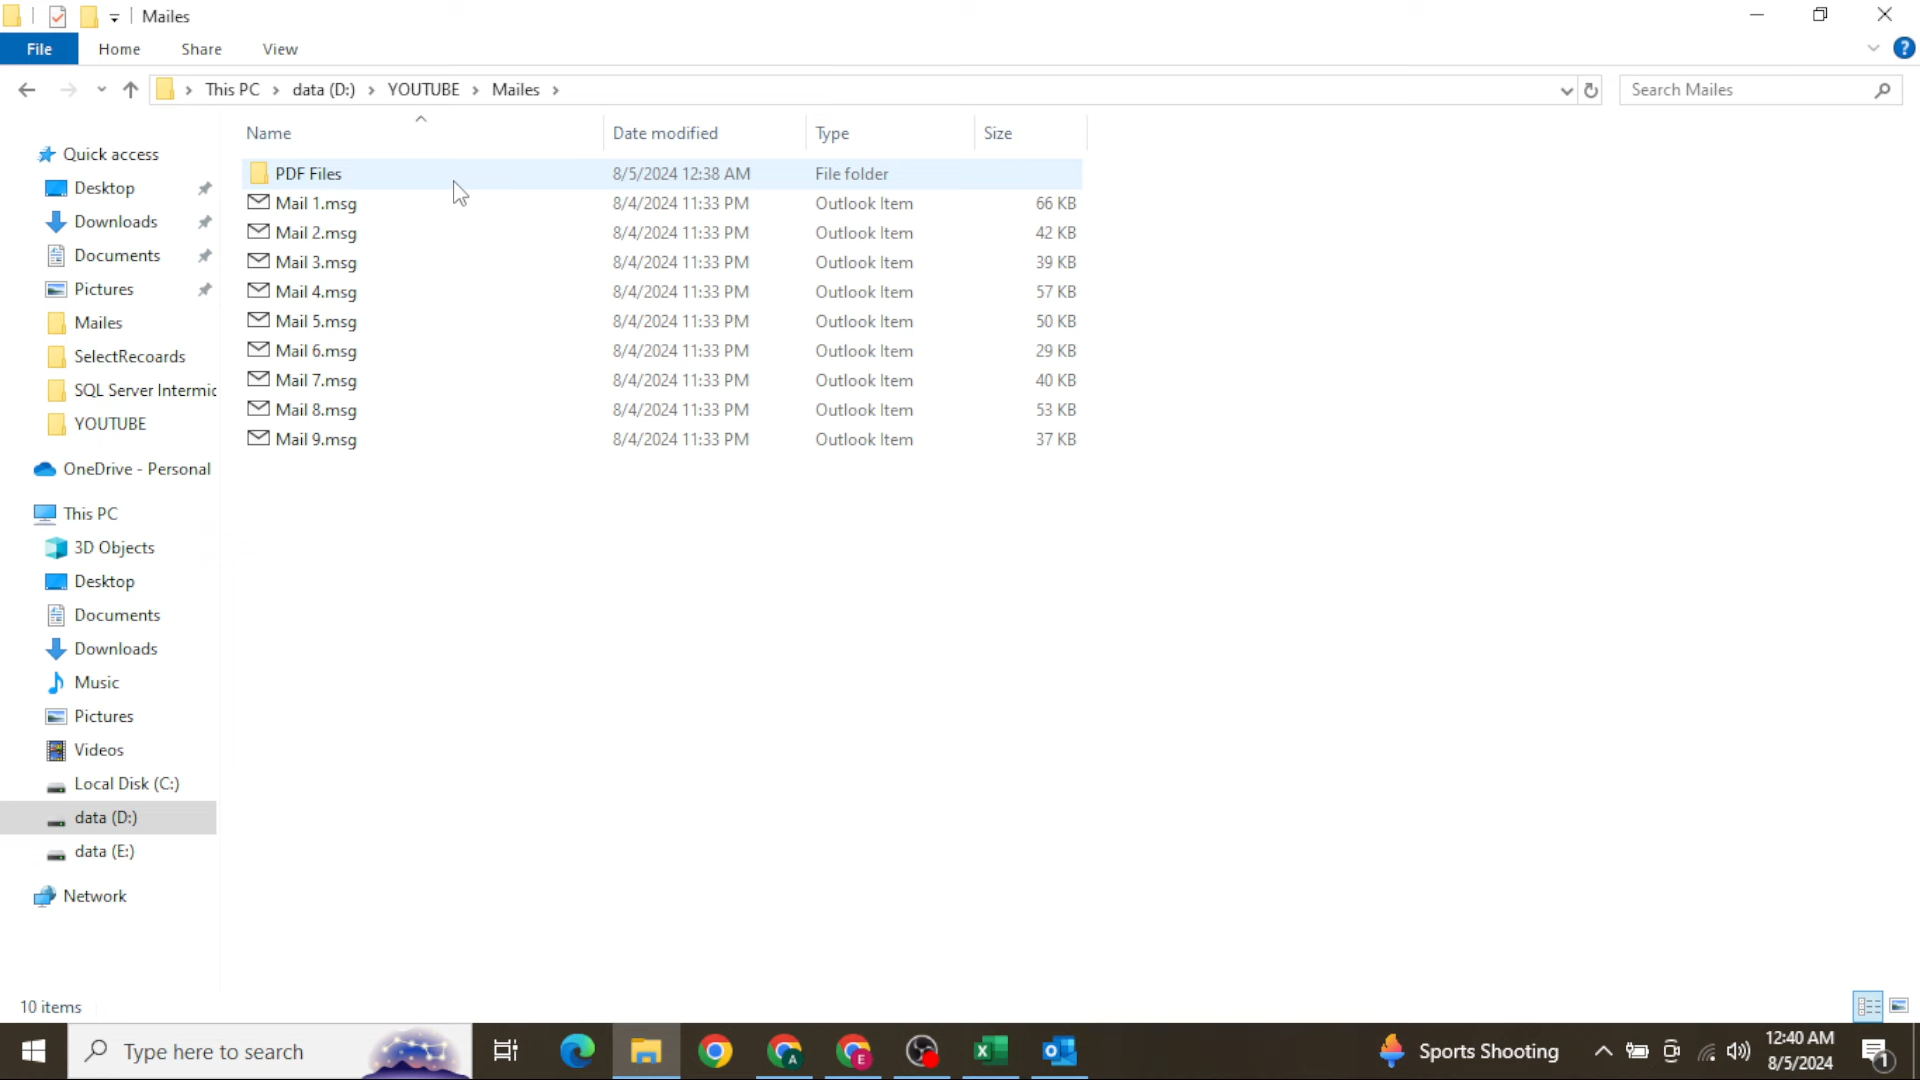 Mailes
File Home Share View
This PC data (D:) YOUTUBE Mailes
Search Mailes
Name Date modified Type Size
PDF Files 8/5/2024 12:38 AM File folder
Mail 1.msg 8/4/2024 11:33 PM Outlook Item 66 KB
Mail 2.msg 8/4/2024 11:33 PM Outlook Item 42 KB
Mail 3.msg 8/4/2024 11:33 PM Outlook Item 39 KB
Mail 4.msg 8/4/2024 11:33 PM Outlook Item 57 KB
Mail 5.msg 8/4/2024 11:33 PM Outlook Item 50 KB
Mail 6.msg 8/4/2024 11:33 PM Outlook Item 29 KB
Mail 7.msg 8/4/2024 11:33 PM Outlook Item 40 KB
Mail 8.msg 8/4/2024 11:33 PM Outlook Item 53 KB
Mail 9.msg 8/4/2024 11:33 PM Outlook Item 37 KB
Quick access
Desktop
Downloads
Documents
Pictures
Mailes
SelectRecoards
SQL Server Intermic
YOUTUBE
OneDrive - Personal
This PC
3D Objects
Desktop
Documents
Downloads
Music
Pictures
Videos
Local Disk (C:)
data (D:)
data (E:)
Network
10 items
Type here to search
A
E
Sports Shooting
12:40 AM
8/5/2024
1